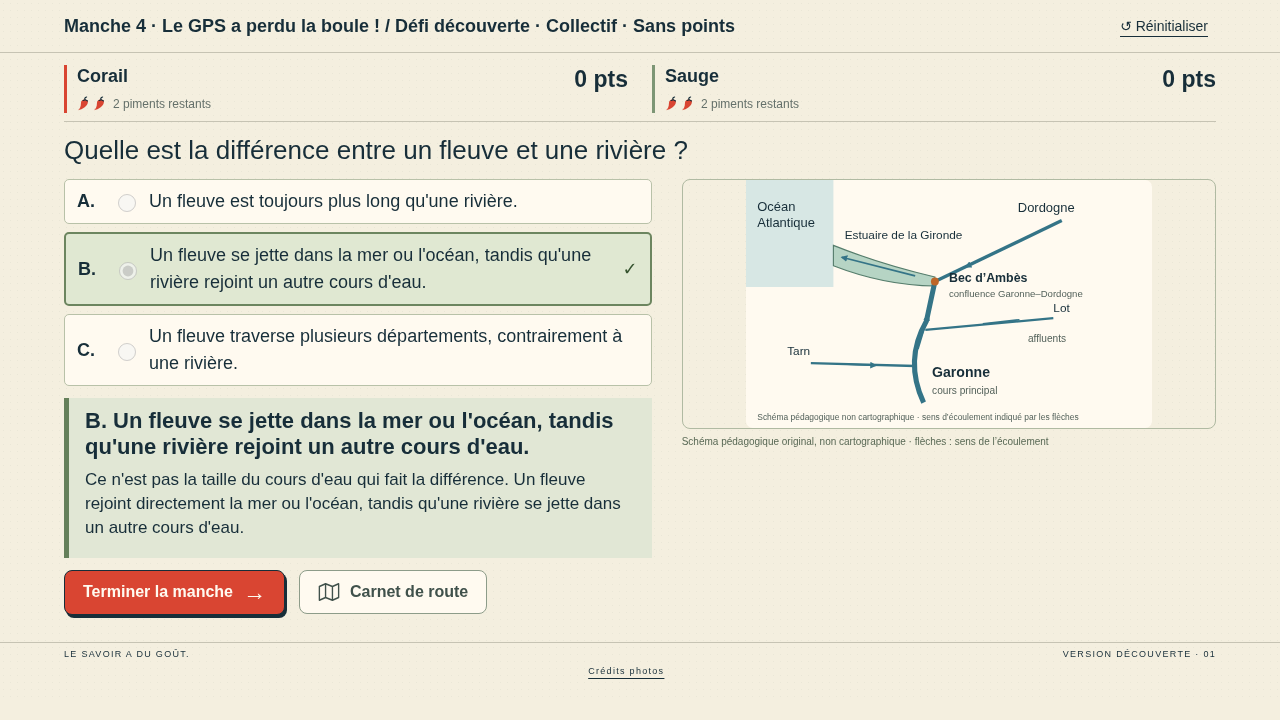 Manche 4 · Le GPS a perdu la boule ! / Défi découverte · Collectif · Sans points
↺ Réinitialiser
Corail
0 pts
2 piments restants
Sauge
0 pts
2 piments restants
Quelle est la différence entre un fleuve et une rivière ?
A. Un fleuve est toujours plus long qu'une rivière.
B. Un fleuve se jette dans la mer ou l'océan, tandis qu'une
rivière rejoint un autre cours d'eau. ✓
C. Un fleuve traverse plusieurs départements, contrairement à
une rivière.
B. Un fleuve se jette dans la mer ou l'océan, tandis
qu'une rivière rejoint un autre cours d'eau.
Ce n'est pas la taille du cours d'eau qui fait la différence. Un fleuve
rejoint directement la mer ou l'océan, tandis qu'une rivière se jette dans
un autre cours d'eau.
Océan
Atlantique
Dordogne
Estuaire de la Gironde
Bec d’Ambès
confluence Garonne–Dordogne
Lot
affluents
Tarn
Garonne
cours principal
Schéma pédagogique non cartographique · sens d’écoulement indiqué par les flèches
Schéma pédagogique original, non cartographique · flèches : sens de l’écoulement
Terminer la manche →
Carnet de route
LE SAVOIR A DU GOÛT.
VERSION DÉCOUVERTE · 01
Crédits photos